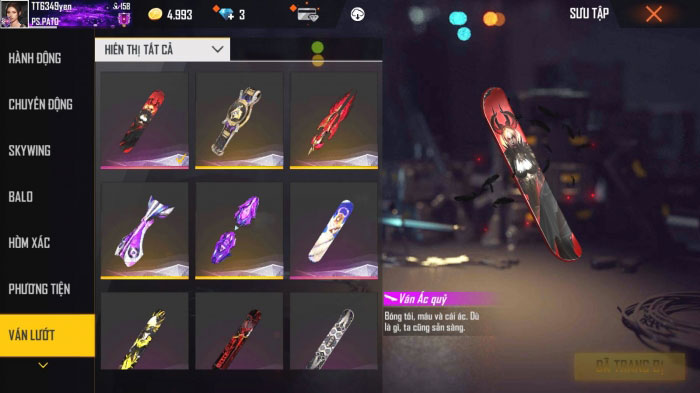 TT6349yen
158
PS.PATO
4.993
3
SƯU TẬP
HÀNH ĐỘNG
CHUYỂN ĐỘNG
SKYWING
BALO
HÒM XÁC
PHƯƠNG TIỆN
VÁN LƯỚT
HIỂN THỊ TẤT CẢ
Ván Ác quỷ
Bóng tối, máu và cái ác. Dù
là gì, ta cũng sẵn sàng.
ĐÃ TRANG BỊ